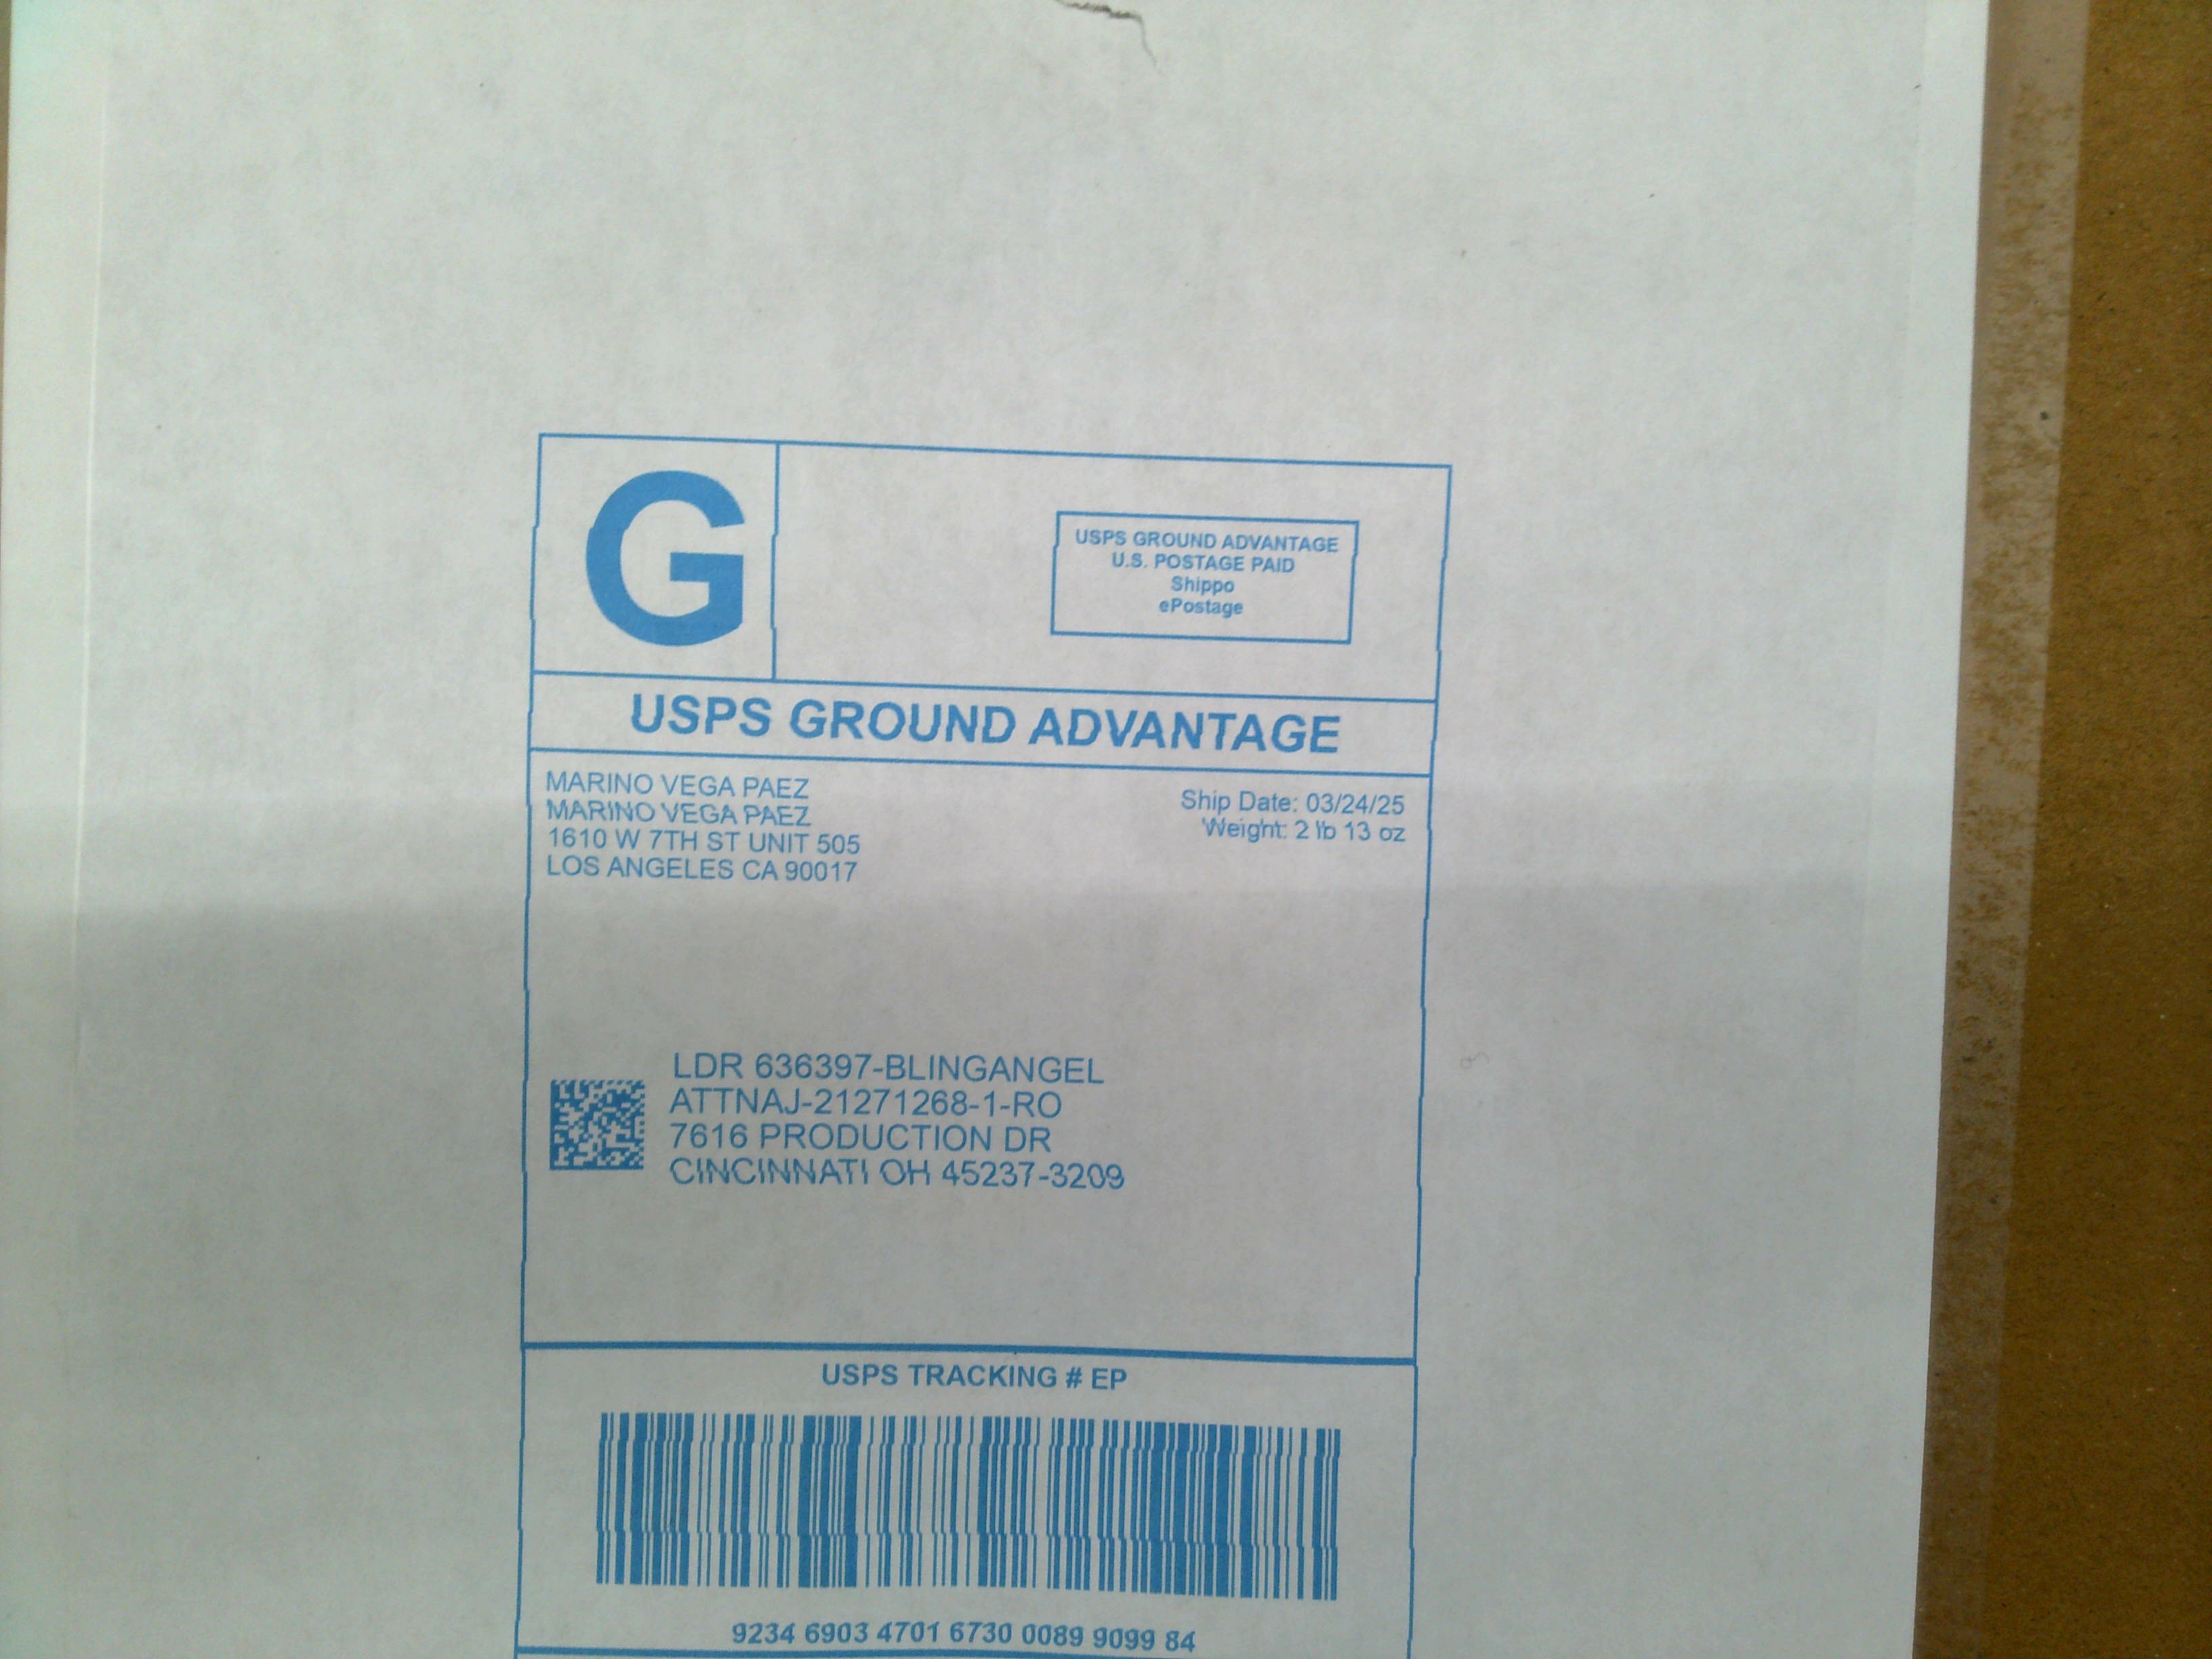 G
USPS GROUND ADVANTAGE
U.S. POSTAGE PAID
Shippo
ePostage
USPS GROUND ADVANTAGE
MARINO VEGA PAEZ
MARINO VEGA PAEZ
1610 W 7TH ST UNIT 505
LOS ANGELES CA 90017
Ship Date: 03/24/25
Weight: 2 lb 13 oz
LDR 636397-BLINGANGEL
ATTNAJ-21271268-1-RO
7616 PRODUCTION DR
CINCINNATI OH 45237-3209
USPS TRACKING # EP
9234 6903 4701 6730 0089 9099 84